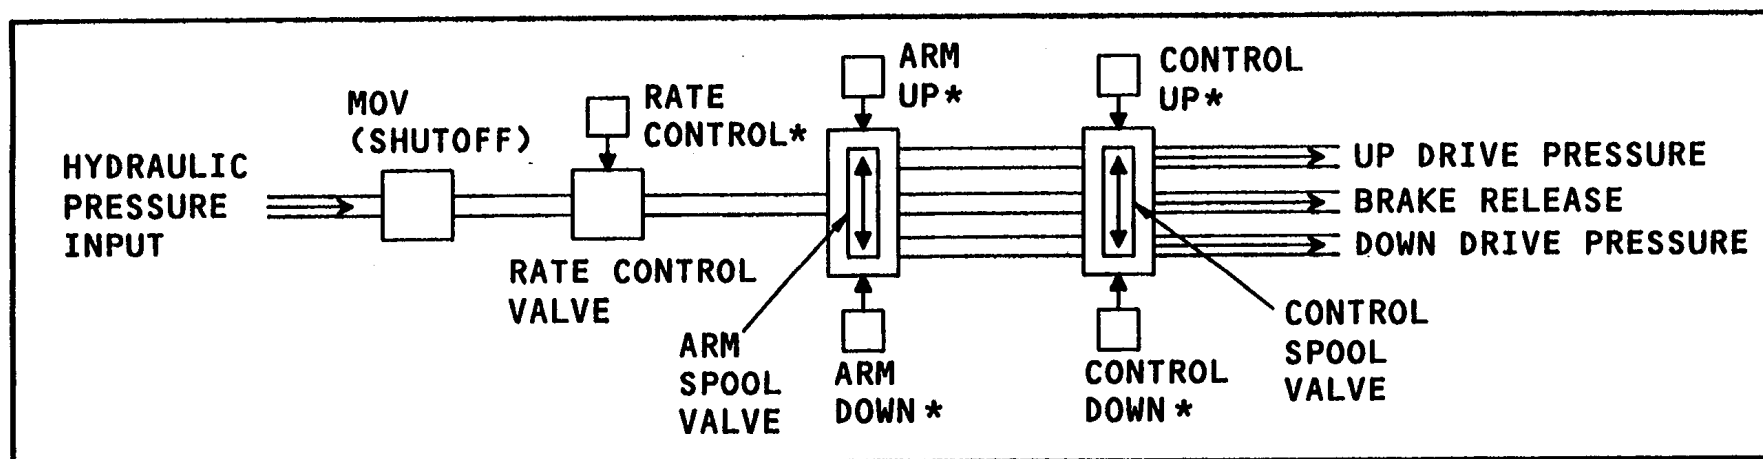 HYDRAULIC
PRESSURE
INPUT
MOV
(SHUTOFF)
RATE
CONTROL*
RATE CONTROL
VALVE
ARM
UP*
ARM
SPOOL
VALVE
ARM
DOWN*
CONTROL
UP*
CONTROL
DOWN*
CONTROL
SPOOL
VALVE
UP DRIVE PRESSURE
BRAKE RELEASE
DOWN DRIVE PRESSURE